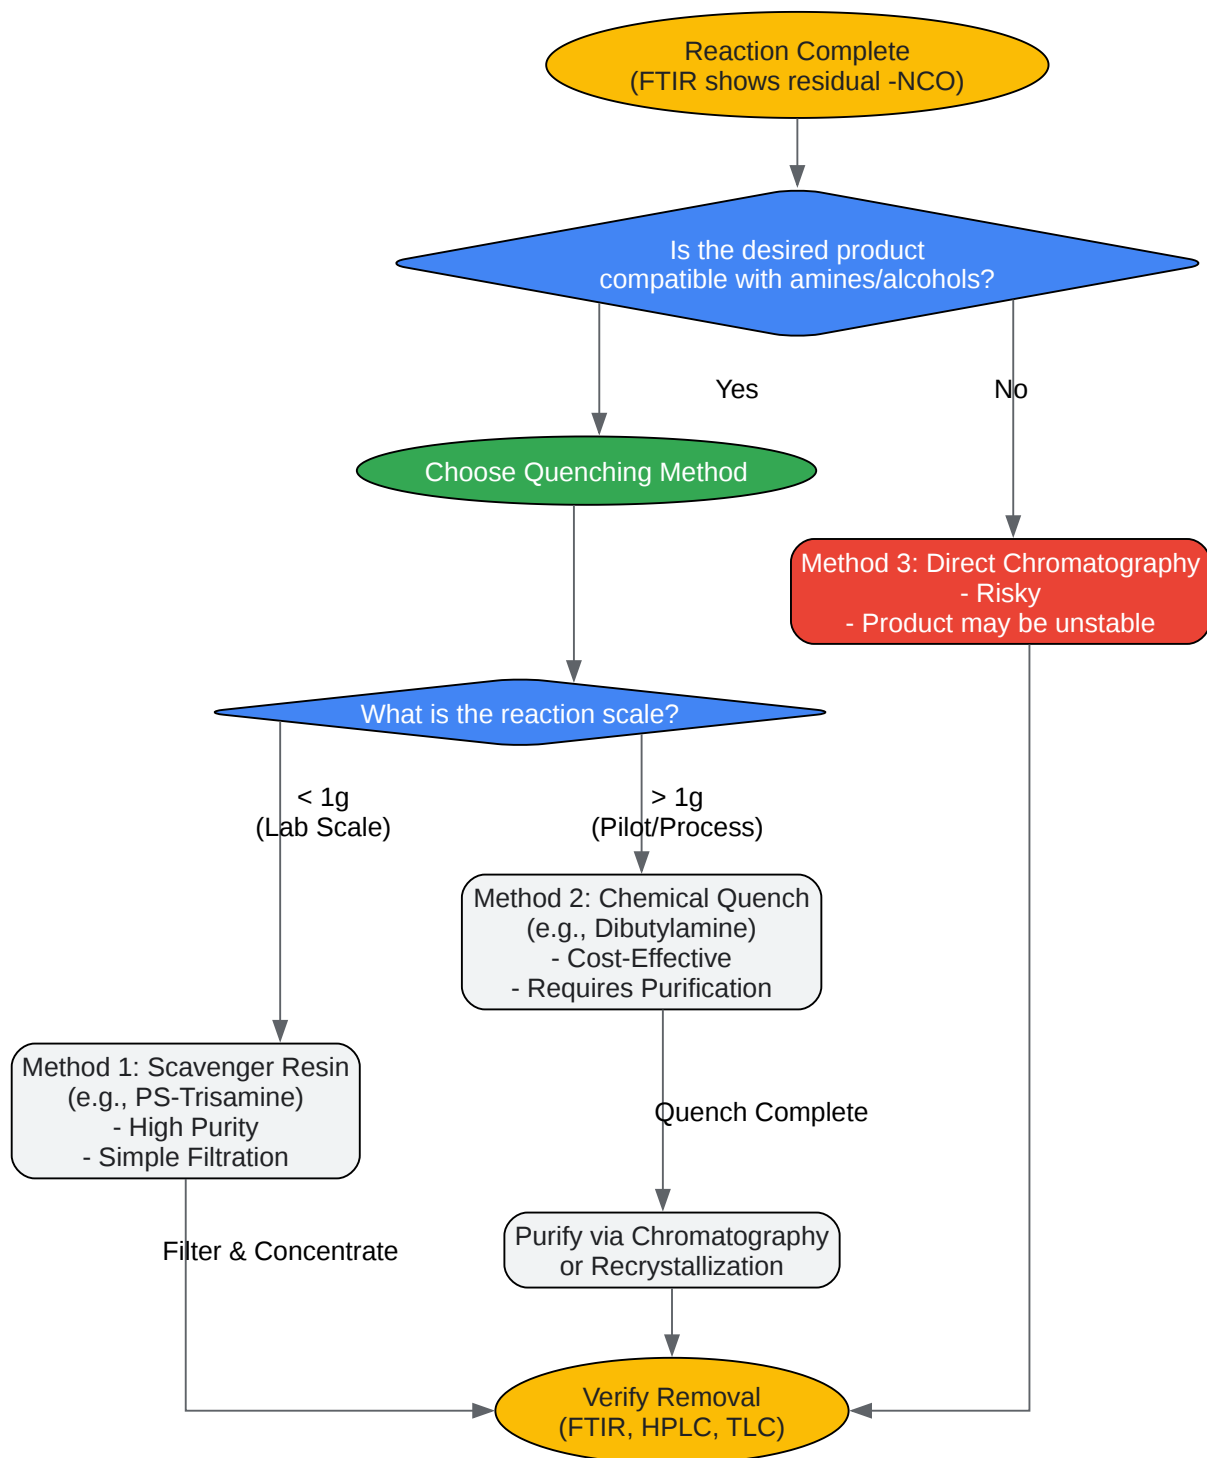 Reaction Complete
(FTIR shows residual -NCO)
Is the desired product
compatible with amines/alcohols?
Yes
No
Choose Quenching Method
Method 3: Direct Chromatography
- Risky
- Product may be unstable
What is the reaction scale?
< 1g
(Lab Scale)
> 1g
(Pilot/Process)
Method 2: Chemical Quench
(e.g., Dibutylamine)
- Cost-Effective
- Requires Purification
Method 1: Scavenger Resin
(e.g., PS-Trisamine)
- High Purity
- Simple Filtration
Quench Complete
Filter & Concentrate
Purify via Chromatography
or Recrystallization
Verify Removal
(FTIR, HPLC, TLC)